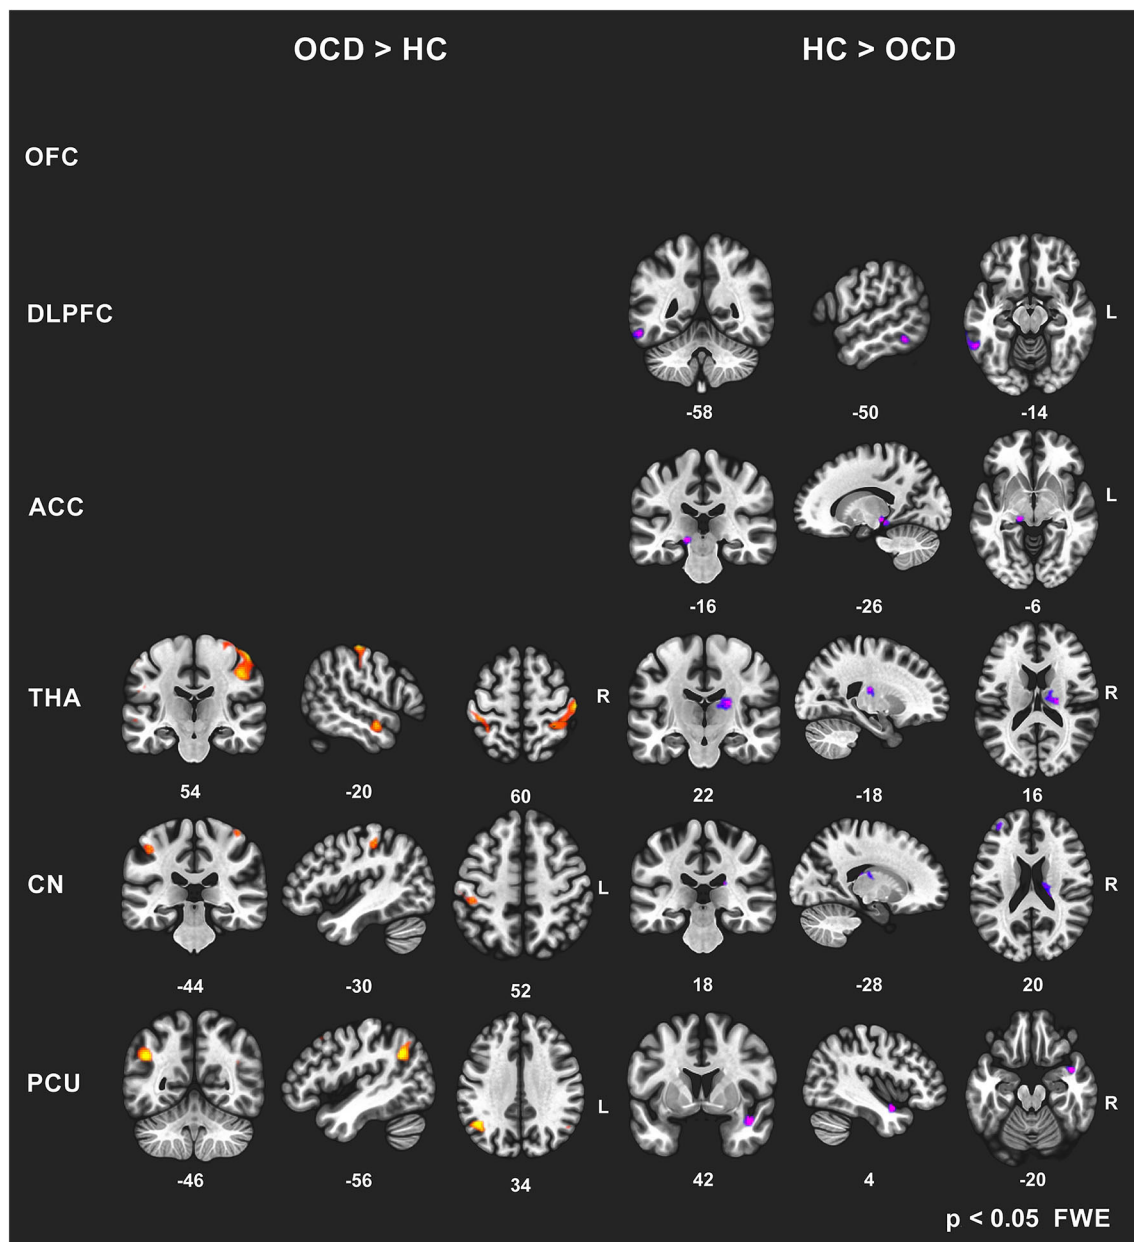 OCD > HC
HC > OCD
OFC
DLPFC
L
-58 -50 -14
ACC
L
-16 -26 -6
THA
R
R
54 -20 60 22 -18 16
CN
L
R
-44 -30 52 18 -28 20
PCU
L
R
-46 -56 34 42 4 -20
p < 0.05 FWE